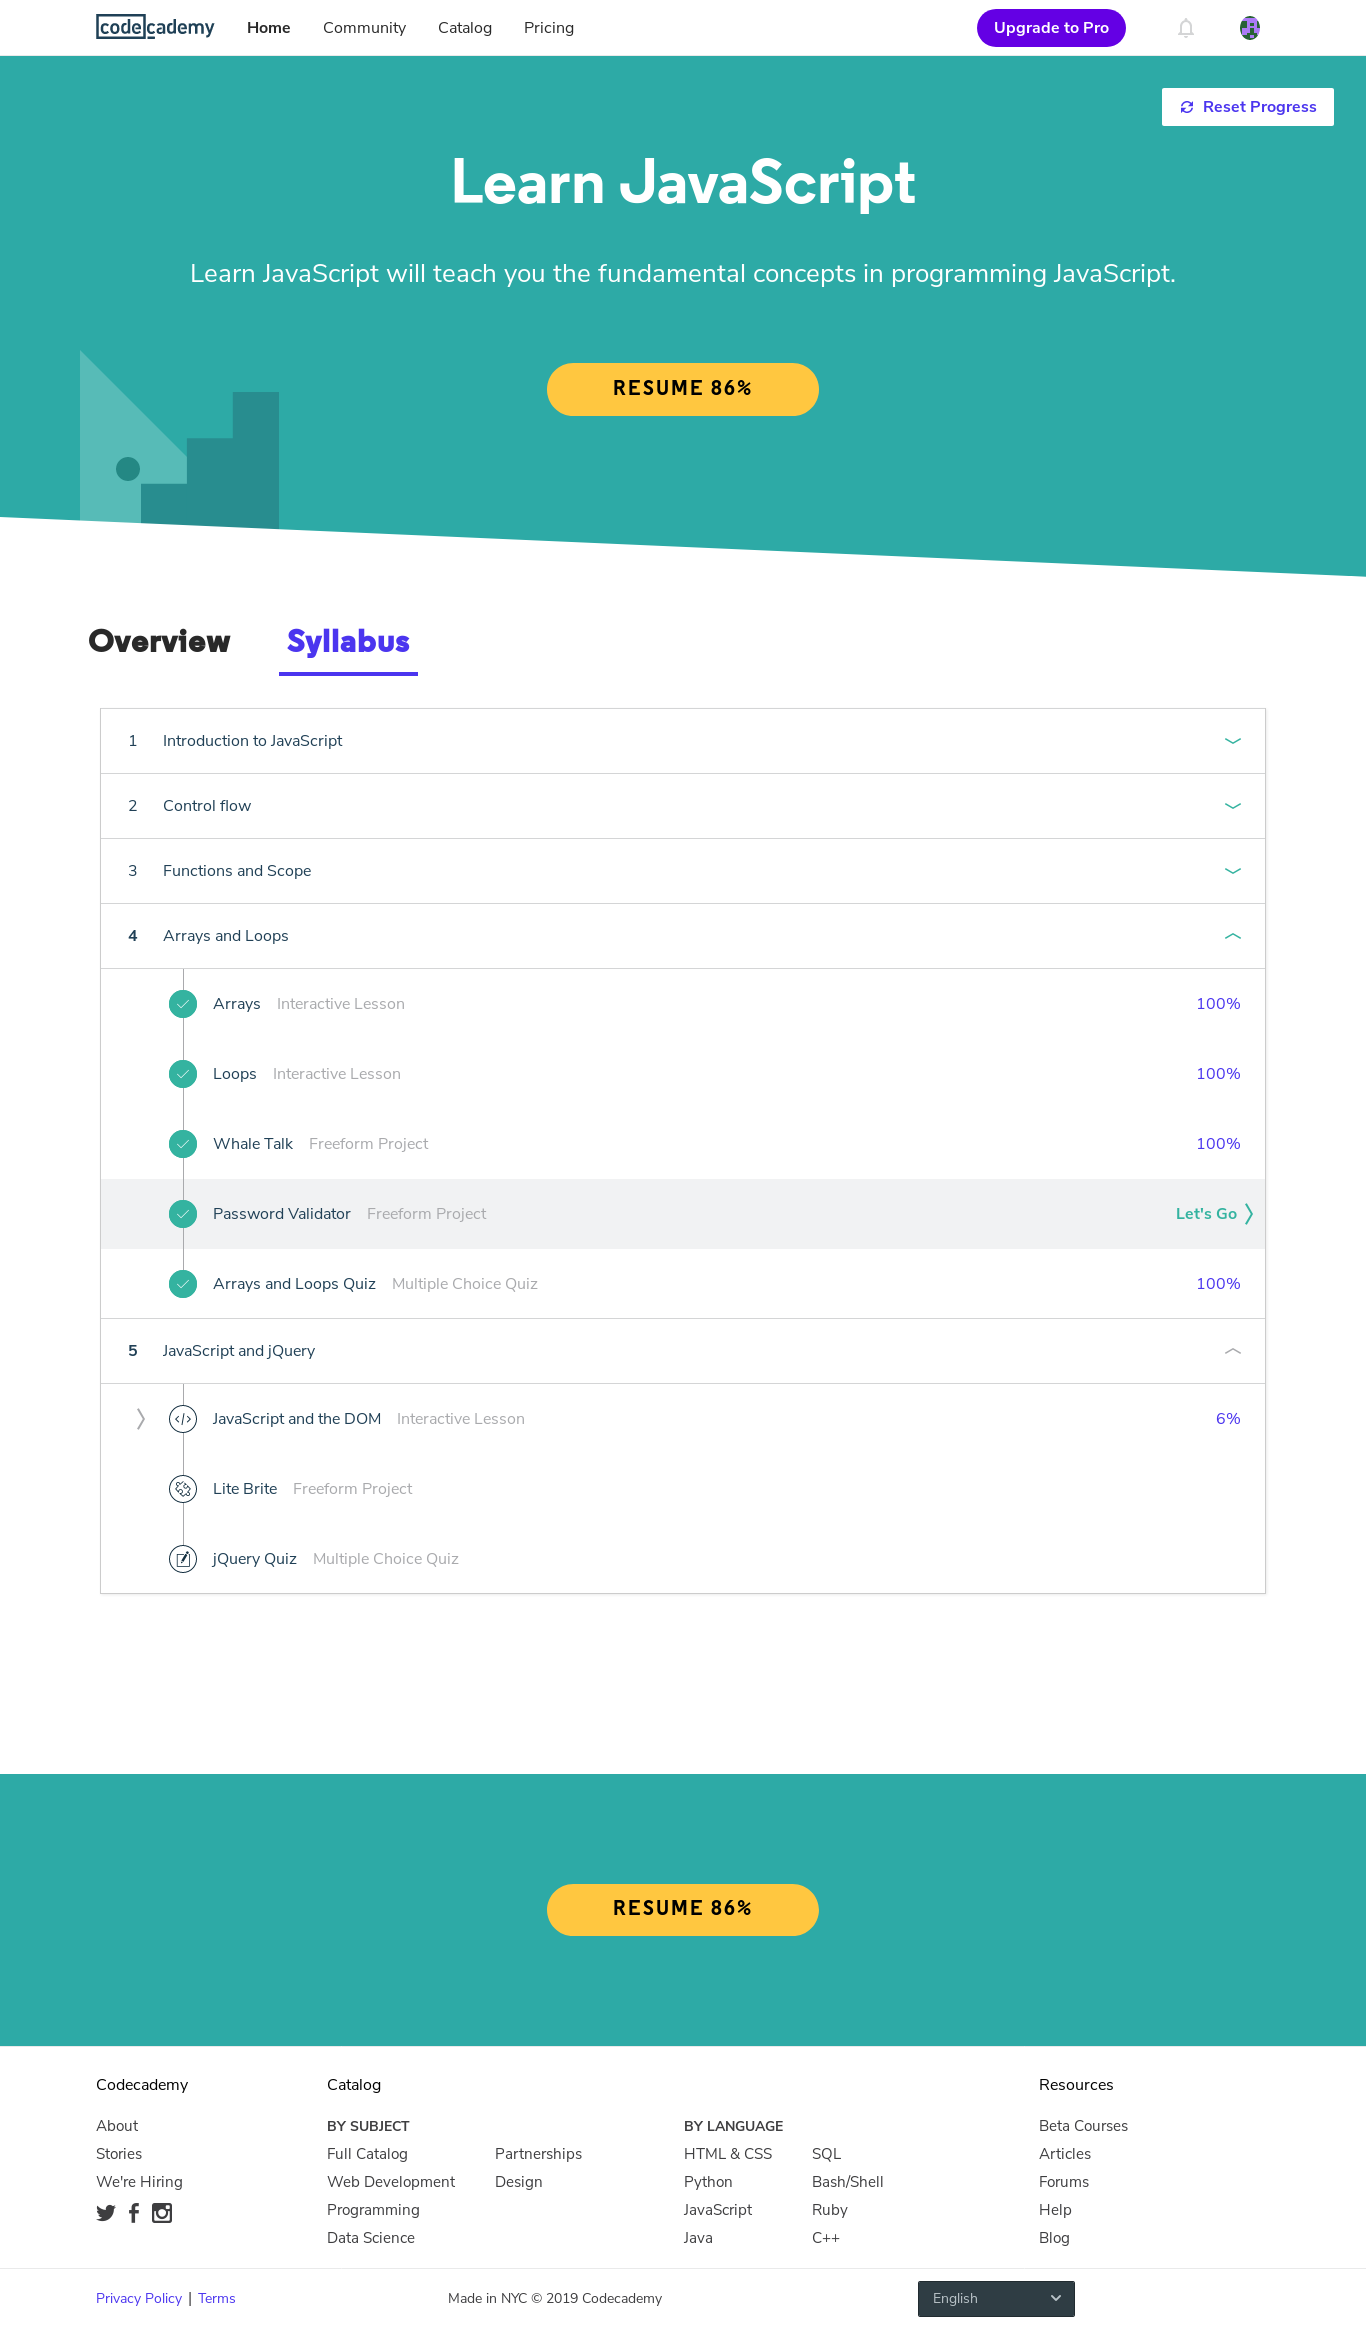 codecademy Home Community Catalog Pricing Upgrade to Pro
Reset Progress
Learn JavaScript
Learn JavaScript will teach you the fundamental concepts in programming JavaScript.
RESUME 86%
Overview Syllabus
1 Introduction to JavaScript
2 Control flow
3 Functions and Scope
4 Arrays and Loops
Arrays Interactive Lesson 100%
Loops Interactive Lesson 100%
Whale Talk Freeform Project 100%
Password Validator Freeform Project Let's Go
Arrays and Loops Quiz Multiple Choice Quiz 100%
5 JavaScript and jQuery
JavaScript and the DOM Interactive Lesson 6%
Lite Brite Freeform Project
jQuery Quiz Multiple Choice Quiz
RESUME 86%
Codecademy Catalog Resources
About BY SUBJECT BY LANGUAGE Beta Courses
Stories Full Catalog Partnerships HTML & CSS SQL Articles
We're Hiring Web Development Design Python Bash/Shell Forums
Programming JavaScript Ruby Help
Data Science Java C++ Blog
Privacy Policy | Terms Made in NYC © 2019 Codecademy English